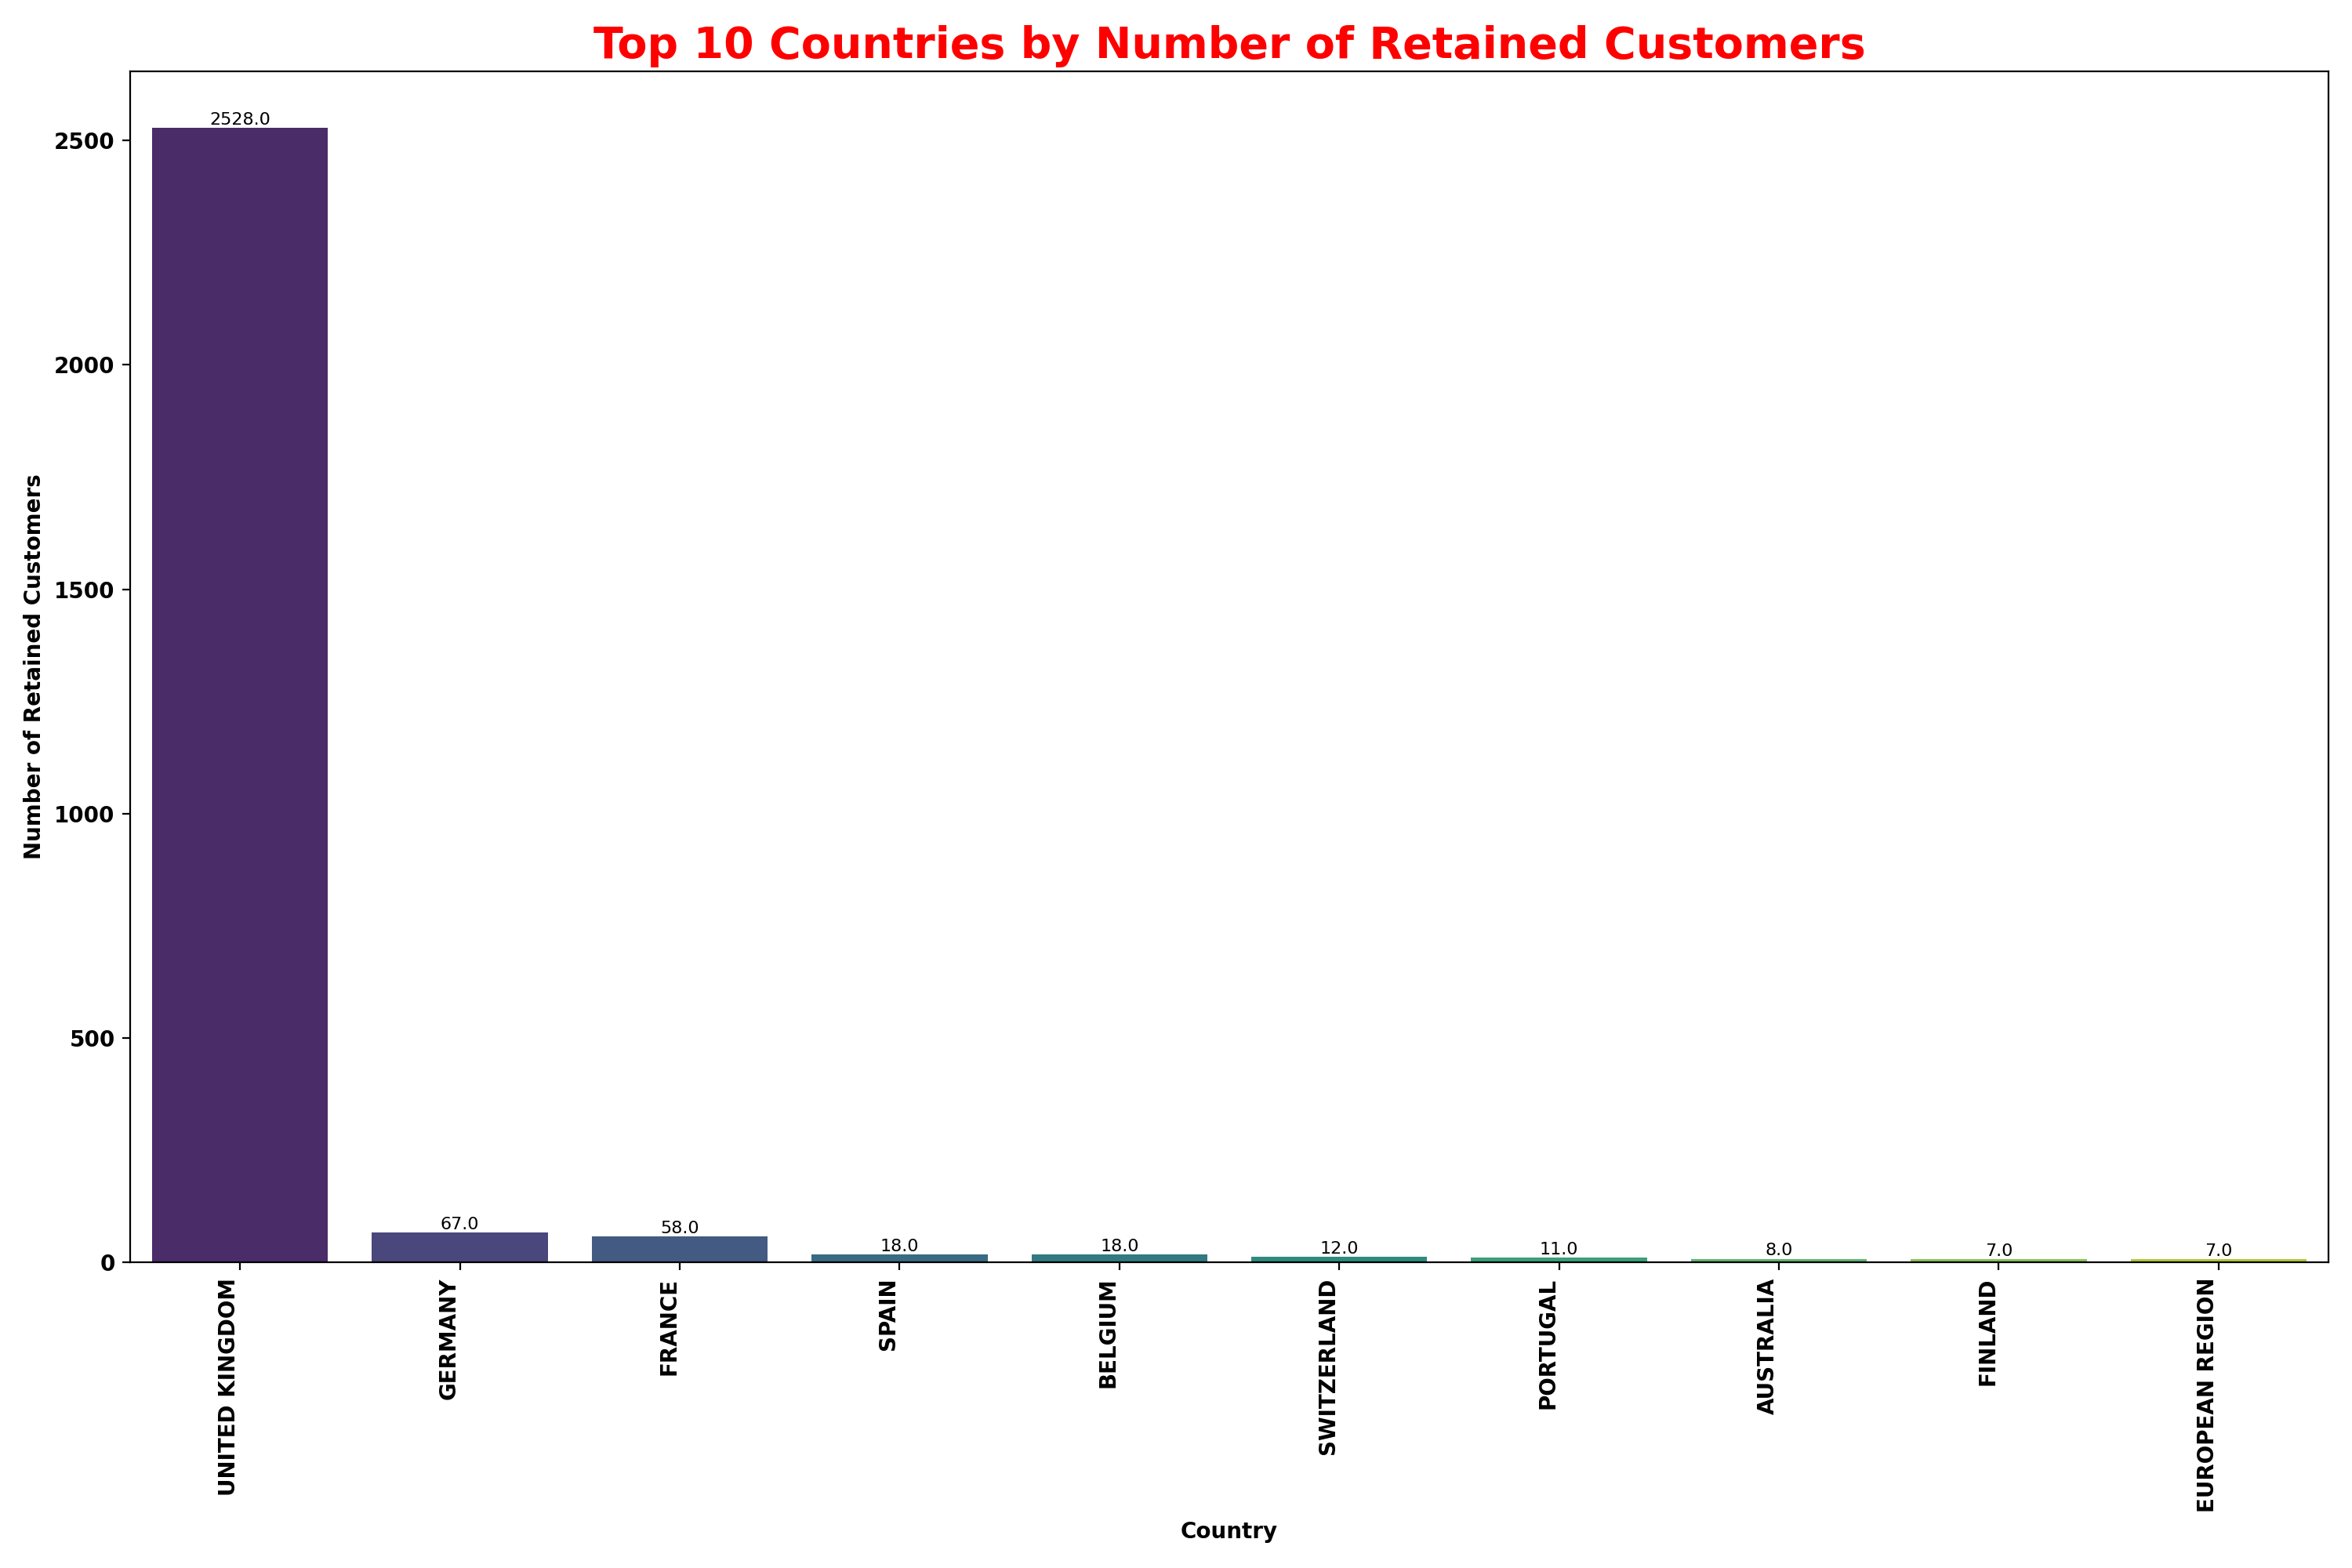 Top 10 Countries by Number of Retained Customers
Number of Retained Customers
2500
2000
1500
1000
500
0
2528.0
67.0
58.0
18.0
18.0
12.0
11.0
8.0
7.0
7.0
UNITED KINGDOM
GERMANY
FRANCE
SPAIN
BELGIUM
SWITZERLAND
PORTUGAL
AUSTRALIA
FINLAND
EUROPEAN REGION
Country